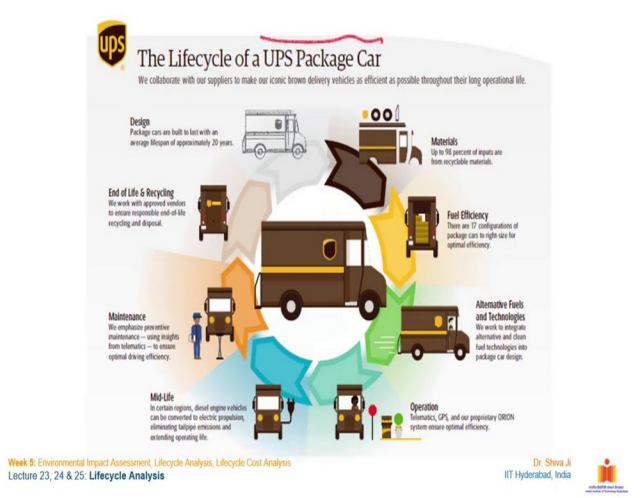 ups
The Lifecycle of a UPS Package Car
We collaborate with our suppliers to make our iconic brown delivery vehicles as efficient as possible throughout their long operational life.
Design
Package cars are built to last with an
average lifespan of approximately 20 years.
Materials
Up to 98 percent of inputs are
from recyclable materials.
End of Life & Recycling
We work with approved vendors
to ensure responsible end-of-life
recycling and disposal.
Fuel Efficiency
There are 17 configurations of
package cars to right-size for
optimal efficiency.
Alternative Fuels
and Technologies
We work to integrate
alternative and clean
fuel technologies into
package car design.
Maintenance
We emphasize preventive
maintenance — using insights
from telematics — to ensure
optimal driving efficiency.
Mid-Life
In certain regions, diesel engine vehicles
can be converted to electric propulsion,
eliminating tailpipe emissions and
extending operating life.
Operation
Telematics, GPS, and our proprietary ORION
system ensure optimal efficiency.
Week 5: Environmental Impact Assessment, Lifecycle Analysis, Lifecycle Cost Analysis
Lecture 23, 24 & 25: Lifecycle Analysis
Dr. Shiva Ji
IIT Hyderabad, India